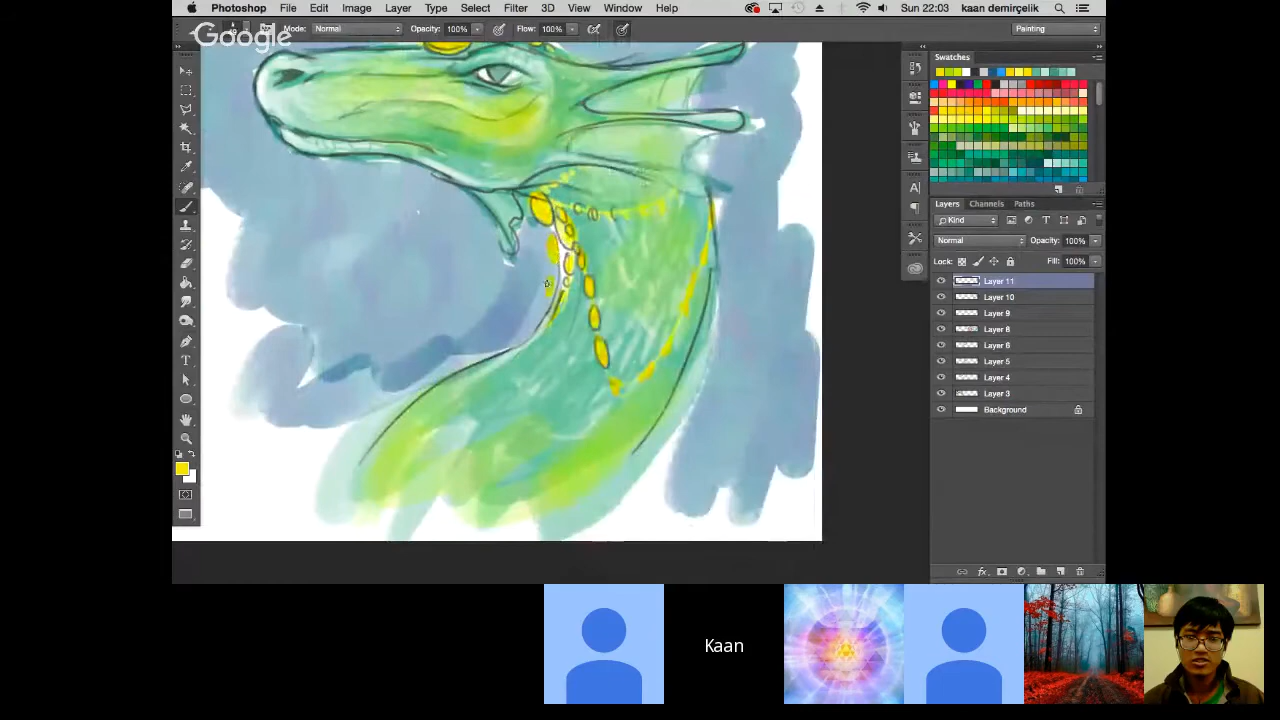 Photoshop File Edit Image Layer Type Select Filter 3D View Window Help Sun 22:03 kaan demirçelik
Google
Mode: Normal Opacity: 100% Flow: 100% Painting
Swatches
Layers Channels Paths
Kind
Normal Opacity: 100%
Lock: Fill: 100%
Layer 11
Layer 10
Layer 9
Layer 8
Layer 6
Layer 5
Layer 4
Layer 3
Background
Kaan